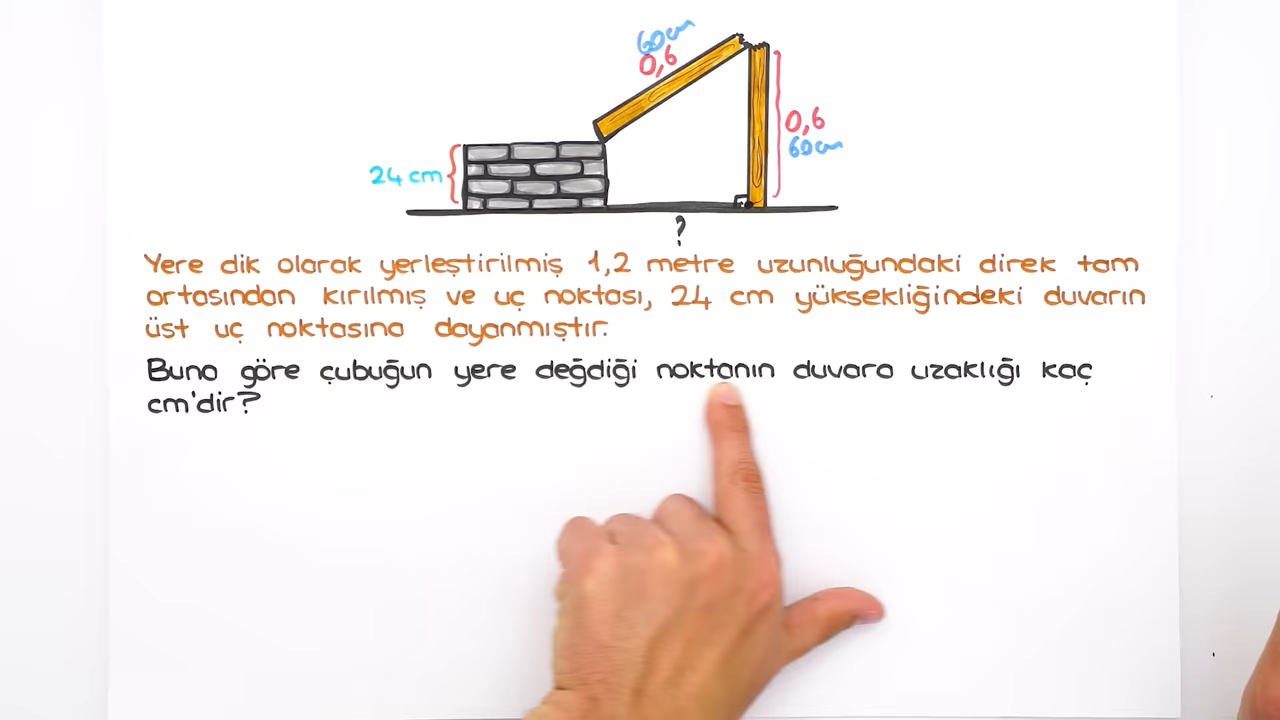 60cm
0,6
0,6
60cm
24 cm
?
Yere dik olarak yerleştirilmiş 1,2 metre uzunluğundaki direk tam
ortasından kırılmış ve uç noktası, 24 cm yüksekliğindeki duvarın
üst uç noktasına dayanmıştır.
Buna göre çubuğun yere değdiği noktanın duvara uzaklığı kaç
cm'dir?